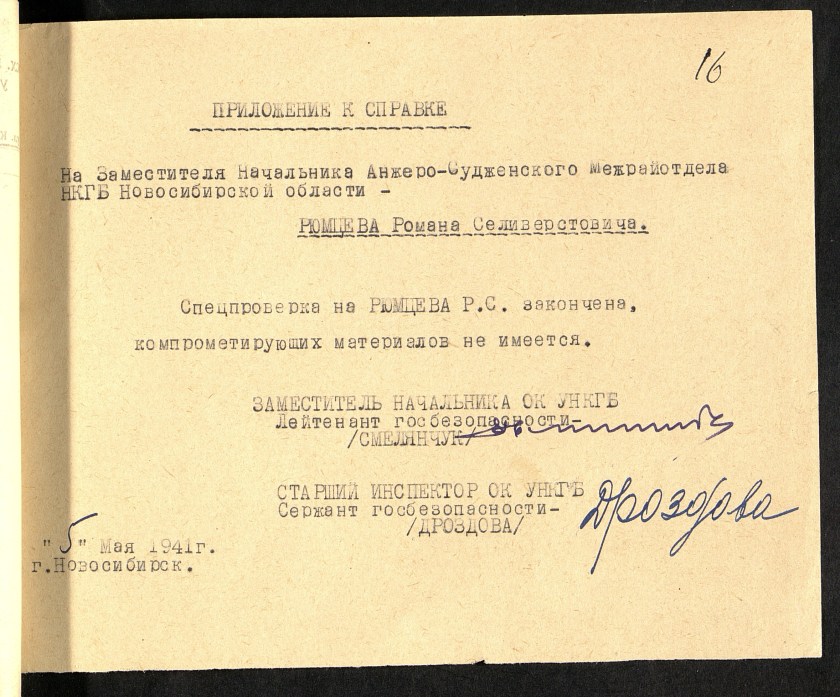 16
ПРИЛОЖЕНИЕ К СПРАВКЕ
На Заместителя Начальника Анжеро-Судженского Межрайотдела
НКГБ Новосибирской области –
РЮМЦЕВА Романа Селиверстовича.
Спецпроверка на РЮМЦЕВА Р.С. закончена,
компрометирующих материалов не имеется.
ЗАМЕСТИТЕЛЬ НАЧАЛЬНИКА ОК УНКГБ
Лейтенант госбезопасности–
/СМЕЛЯНЧУК/
СТАРШИЙ ИНСПЕКТОР ОК УНКГБ
Сержант госбезопасности–
/ДРОЗДОВА/ Дроздова
"5" Мая 1941г.
г.Новосибирск.